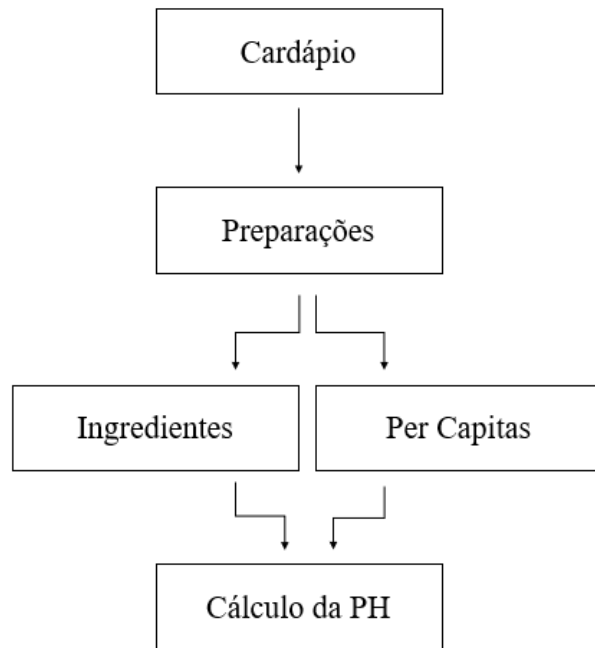 Cardápio
Preparações
Ingredientes
Per Capitas
Cálculo da PH